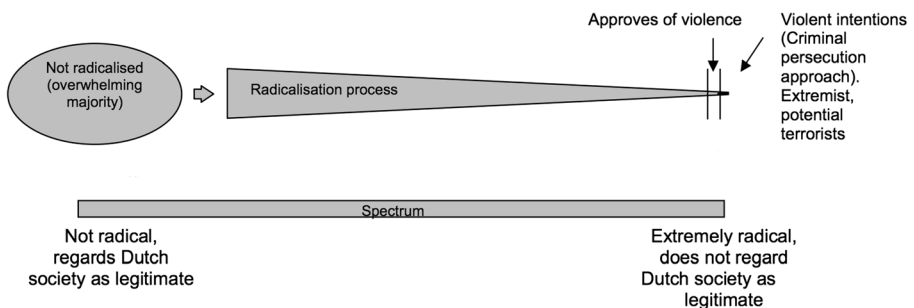 Approves of violence
Violent intentions
(Criminal
persecution
approach).
Extremist,
potential
terrorists
Not radicalised
(overwhelming
majority)
Radicalisation process
Spectrum
Not radical,
regards Dutch
society as legitimate
Extremely radical,
does not regard
Dutch society as
legitimate